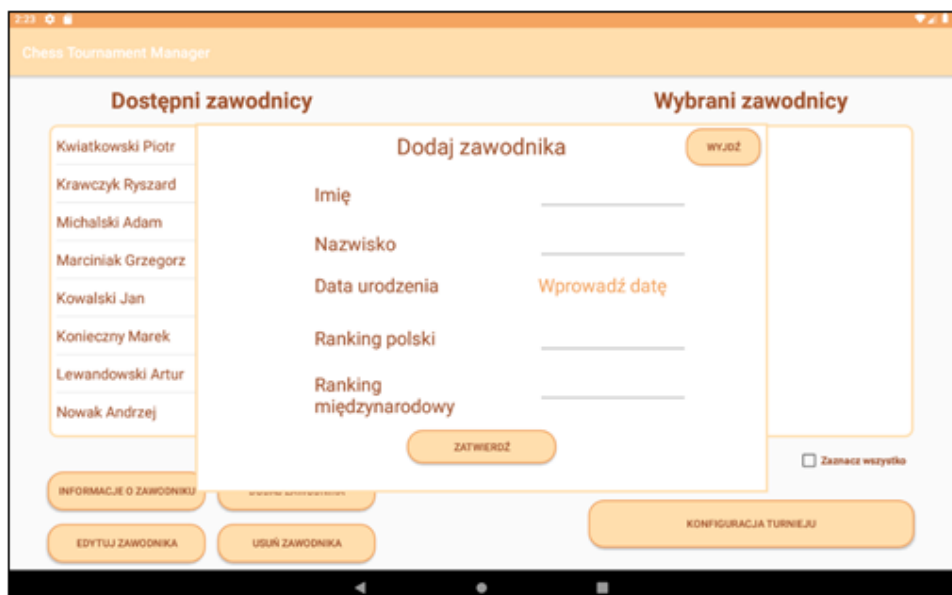 2:23
Chess Tournament Manager
Dostępni zawodnicy
Wybrani zawodnicy
Kwiatkowski Piotr
Krawczyk Ryszard
Michalski Adam
Marciniak Grzegorz
Kowalski Jan
Konieczny Marek
Lewandowski Artur
Nowak Andrzej
Dodaj zawodnika
WYJDŹ
Imię
Nazwisko
Data urodzenia
Wprowadź datę
Ranking polski
Ranking
międzynarodowy
ZATWIERDŹ
Zaznacz wszystko
INFORMACJE O ZAWODNIKU
DODAJ ZAWODNIKA
EDYTUJ ZAWODNIKA
USUŃ ZAWODNIKA
KONFIGURACJA TURNIEJU